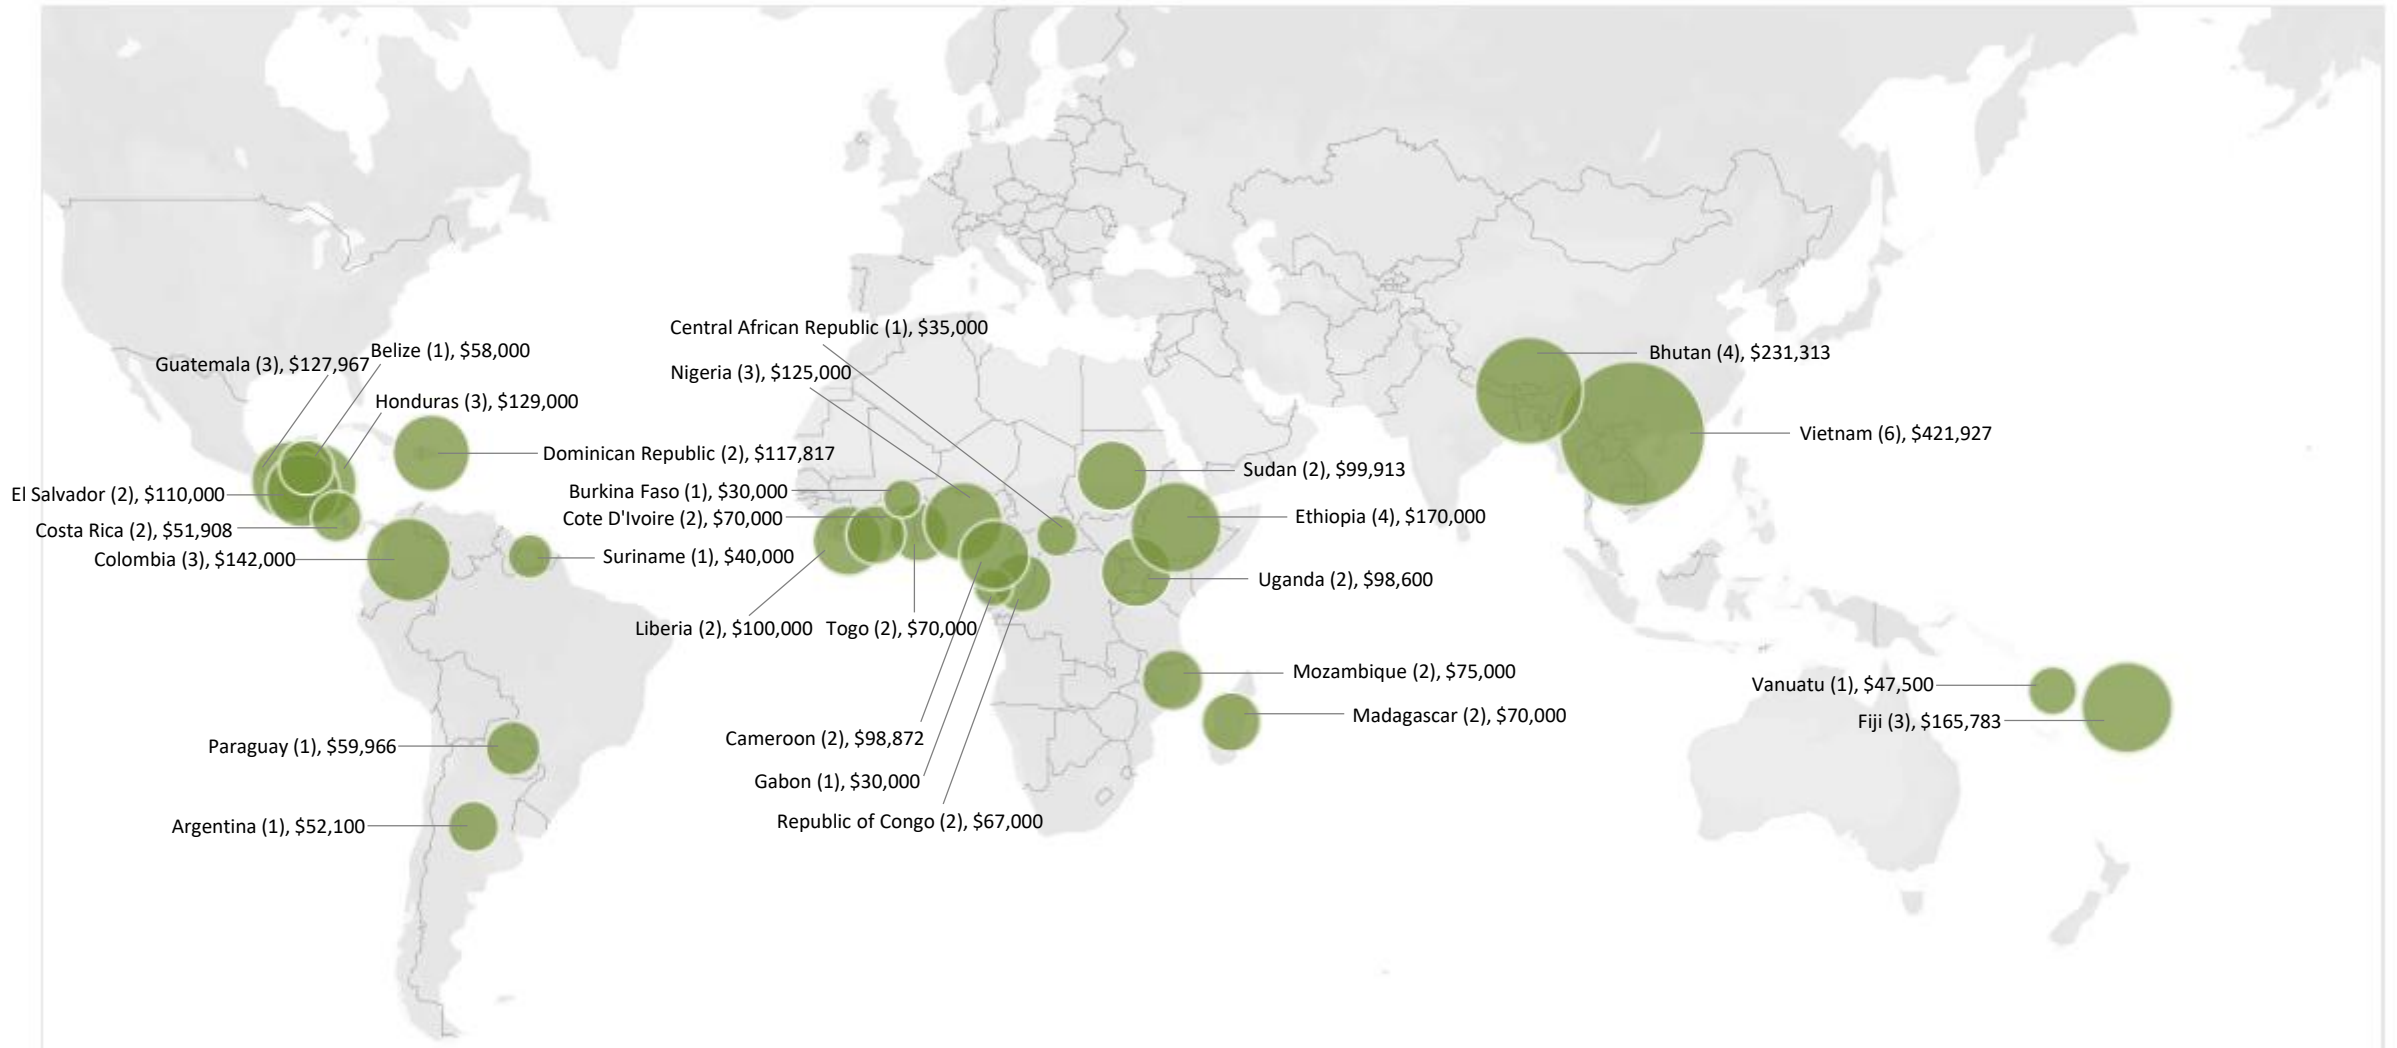 Central African Republic (1), $35,000
Belize (1), $58,000
Guatemala (3), $127,967
Bhutan (4), $231,313
Nigeria (3), $125,000
Honduras (3), $129,000
Vietnam (6), $421,927
Dominican Republic (2), $117,817
Sudan (2), $99,913
El Salvador (2), $110,000
Burkina Faso (1), $30,000
Cote D'Ivoire (2), $70,000
Ethiopia (4), $170,000
Costa Rica (2), $51,908
Colombia (3), $142,000
Suriname (1), $40,000
Uganda (2), $98,600
Liberia (2), $100,000
Togo (2), $70,000
Mozambique (2), $75,000
Vanuatu (1), $47,500
Madagascar (2), $70,000
Fiji (3), $165,783
Cameroon (2), $98,872
Paraguay (1), $59,966
Gabon (1), $30,000
Republic of Congo (2), $67,000
Argentina (1), $52,100